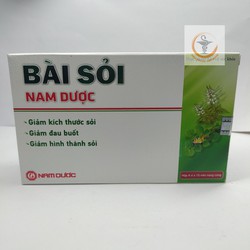 BÀI SỎI
NAM DƯỢC
- Giảm kích thước sỏi
- Giảm đau buốt
- Giảm hình thành sỏi
NAM DƯỢC